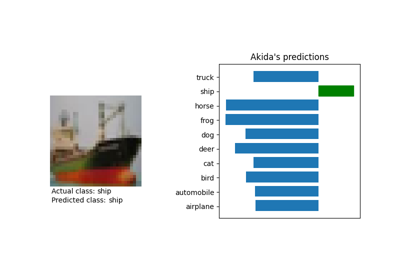 Akida's predictions
truck
ship
horse
frog
dog
deer
cat
bird
automobile
airplane
Actual class: ship
Predicted class: ship